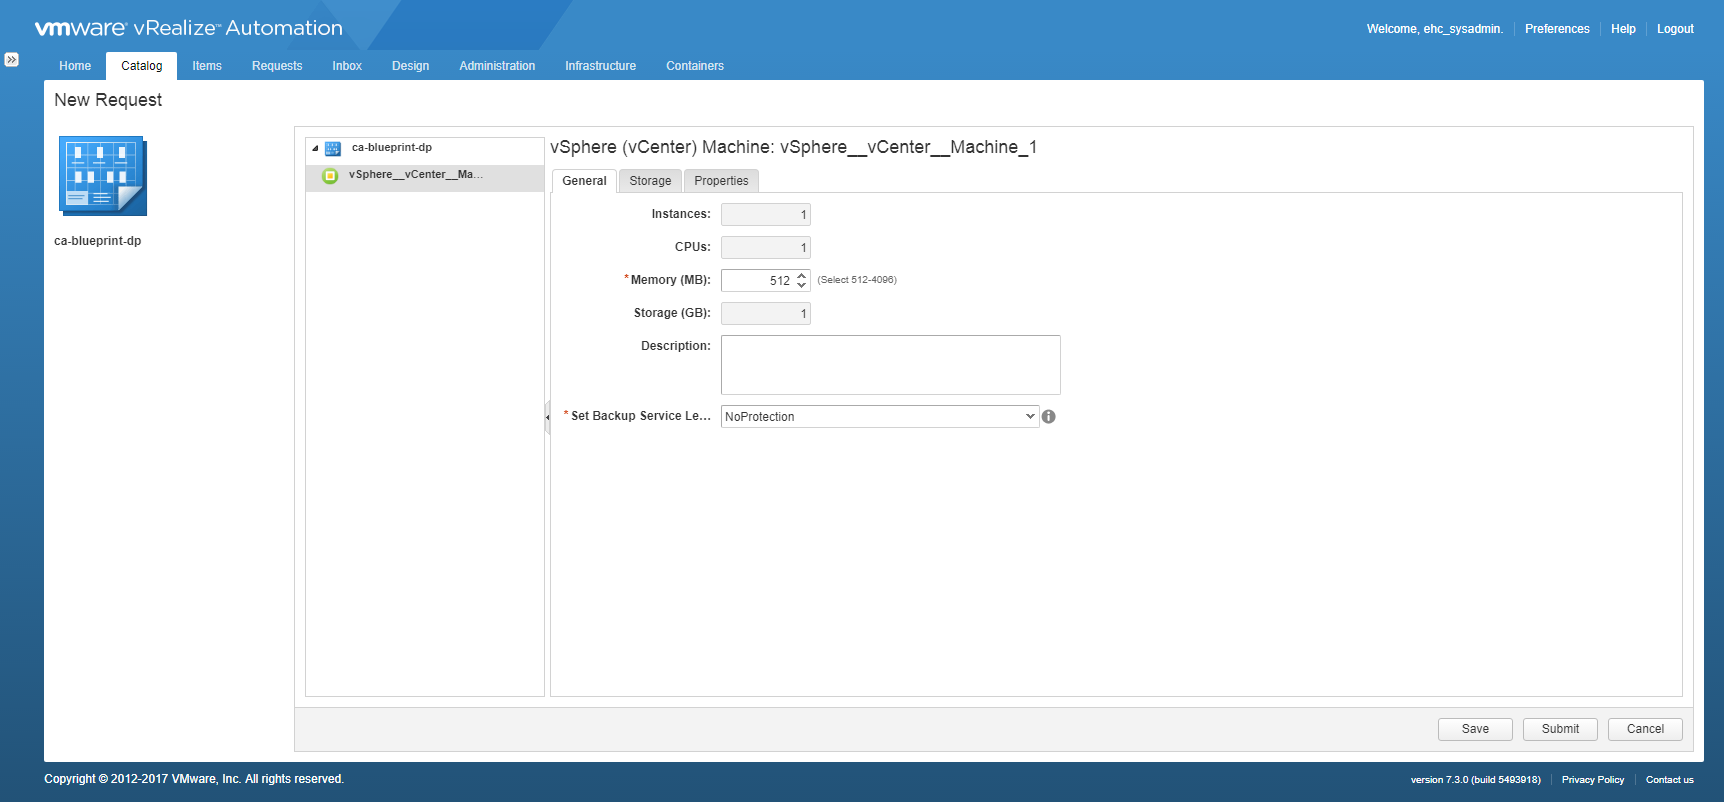 vmware® vRealize™ Automation
Welcome, ehc_sysadmin. Preferences Help Logout
Home Catalog Items Requests Inbox Design Administration Infrastructure Containers
New Request
ca-blueprint-dp
ca-blueprint-dp
vSphere__vCenter__Ma...
vSphere (vCenter) Machine: vSphere__vCenter__Machine_1
General Storage Properties
Instances: 1
CPUs: 1
*Memory (MB): 512 (Select 512-4096)
Storage (GB): 1
Description:
*Set Backup Service Le... NoProtection
Save Submit Cancel
Copyright © 2012-2017 VMware, Inc. All rights reserved.
version 7.3.0 (build 5493918) Privacy Policy Contact us